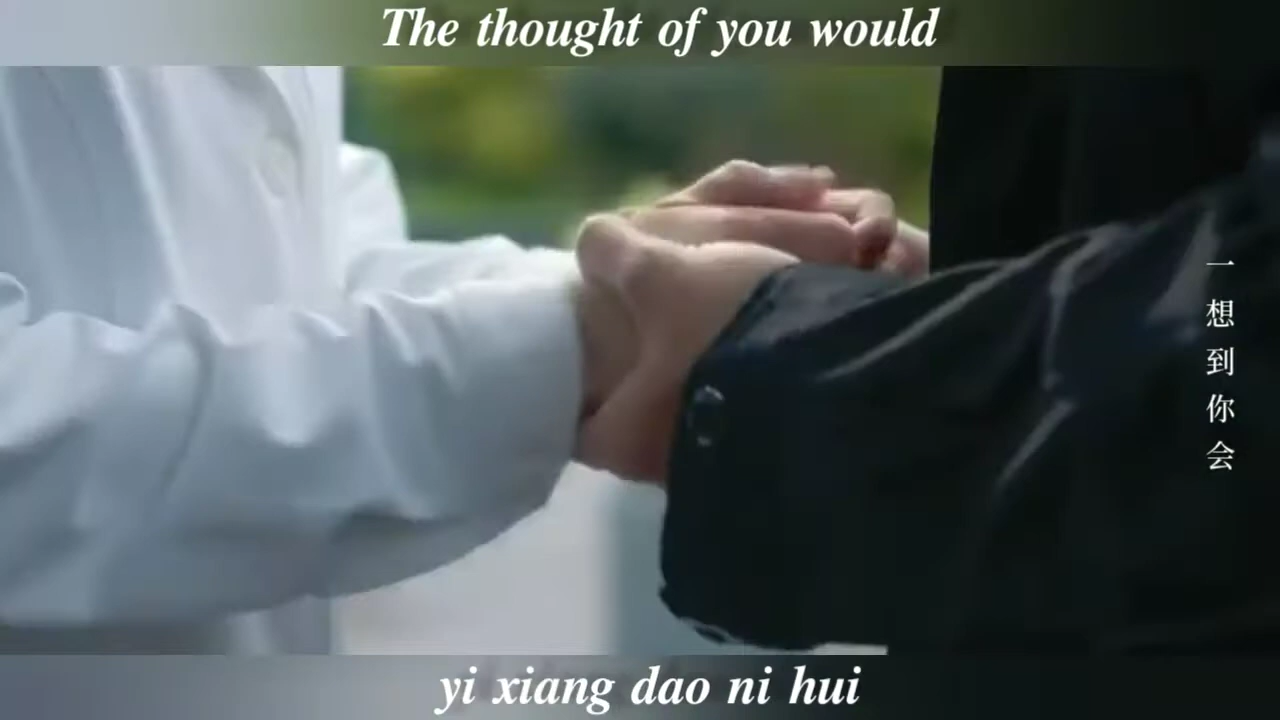 The thought of you would
一想到你会
yi xiang dao ni hui